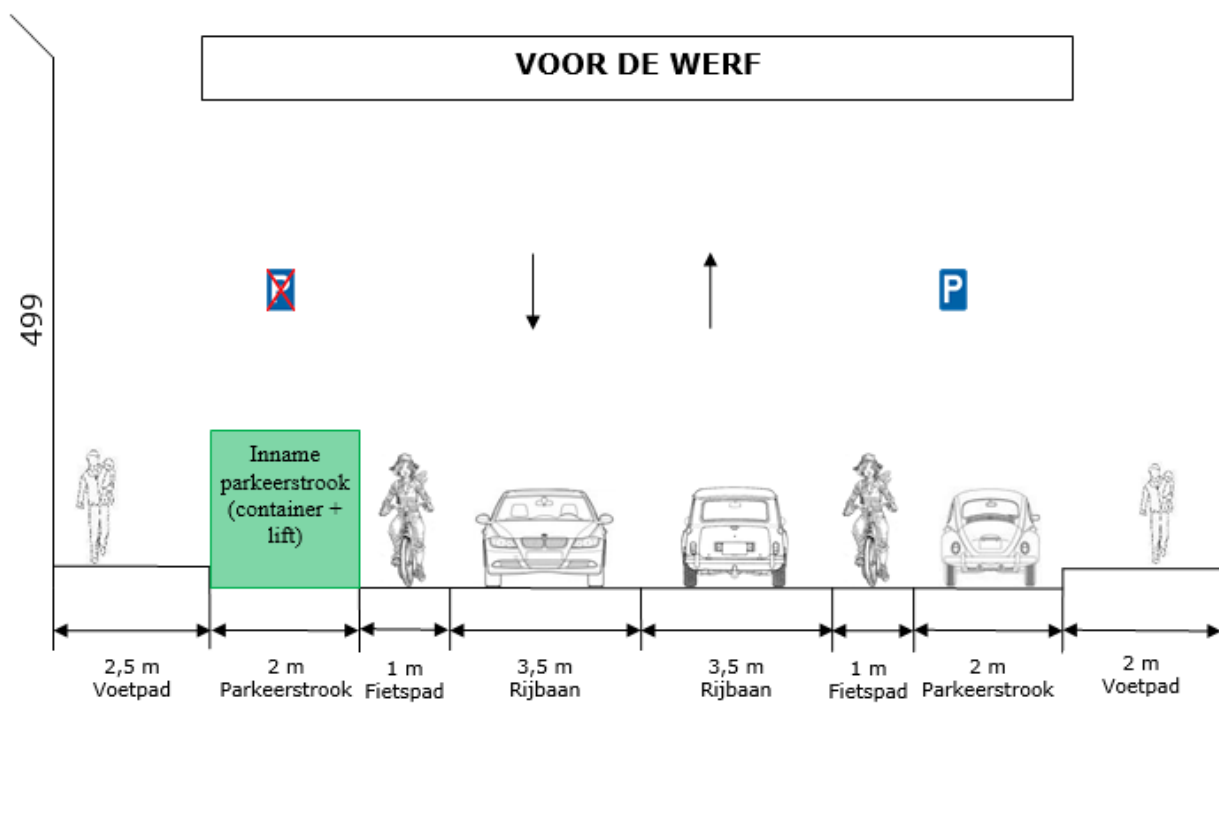 VOOR DE WERF
499
P
P
Inname
parkeerstrook
(container +
lift)
2,5 m
Voetpad
2 m
Parkeerstrook
1 m
Fietspad
3,5 m
Rijbaan
3,5 m
Rijbaan
1 m
Fietspad
2 m
Parkeerstrook
2 m
Voetpad